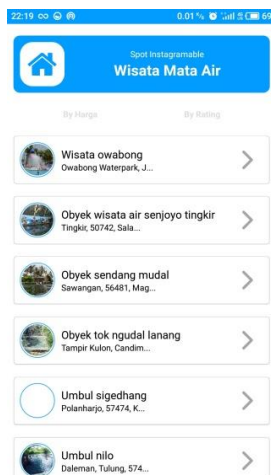 22:19
0.01%
69
Spot Instagramable
Wisata Mata Air
By Harga By Rating
Wisata owabong
Owabong Waterpark, J...
Obyek wisata air senjoyo tingkir
Tingkir, 50742, Sala...
Obyek sendang mudal
Sawangan, 56481, Mag...
Obyek tok ngudal lanang
Tampir Kulon, Candim...
Umbul sigedhang
Polanharjo, 57474, K...
Umbul nilo
Daleman, Tulung, 574...